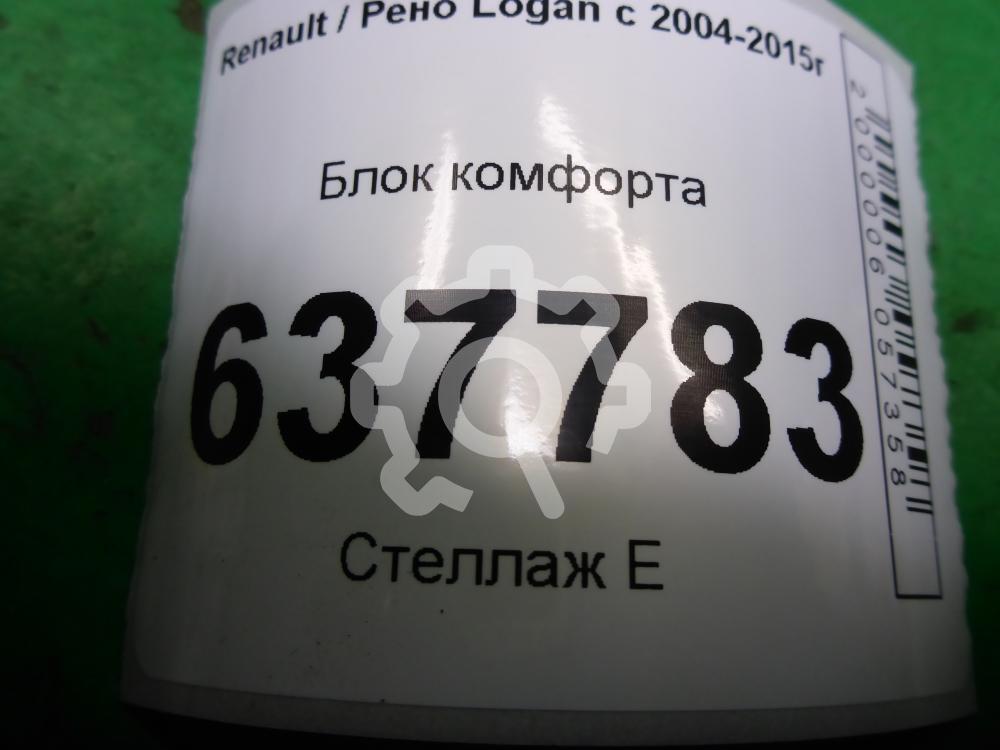 Renault / Рено Logan с 2004-2015г
Блок комфорта
637783
Стеллаж Е
2000006057358